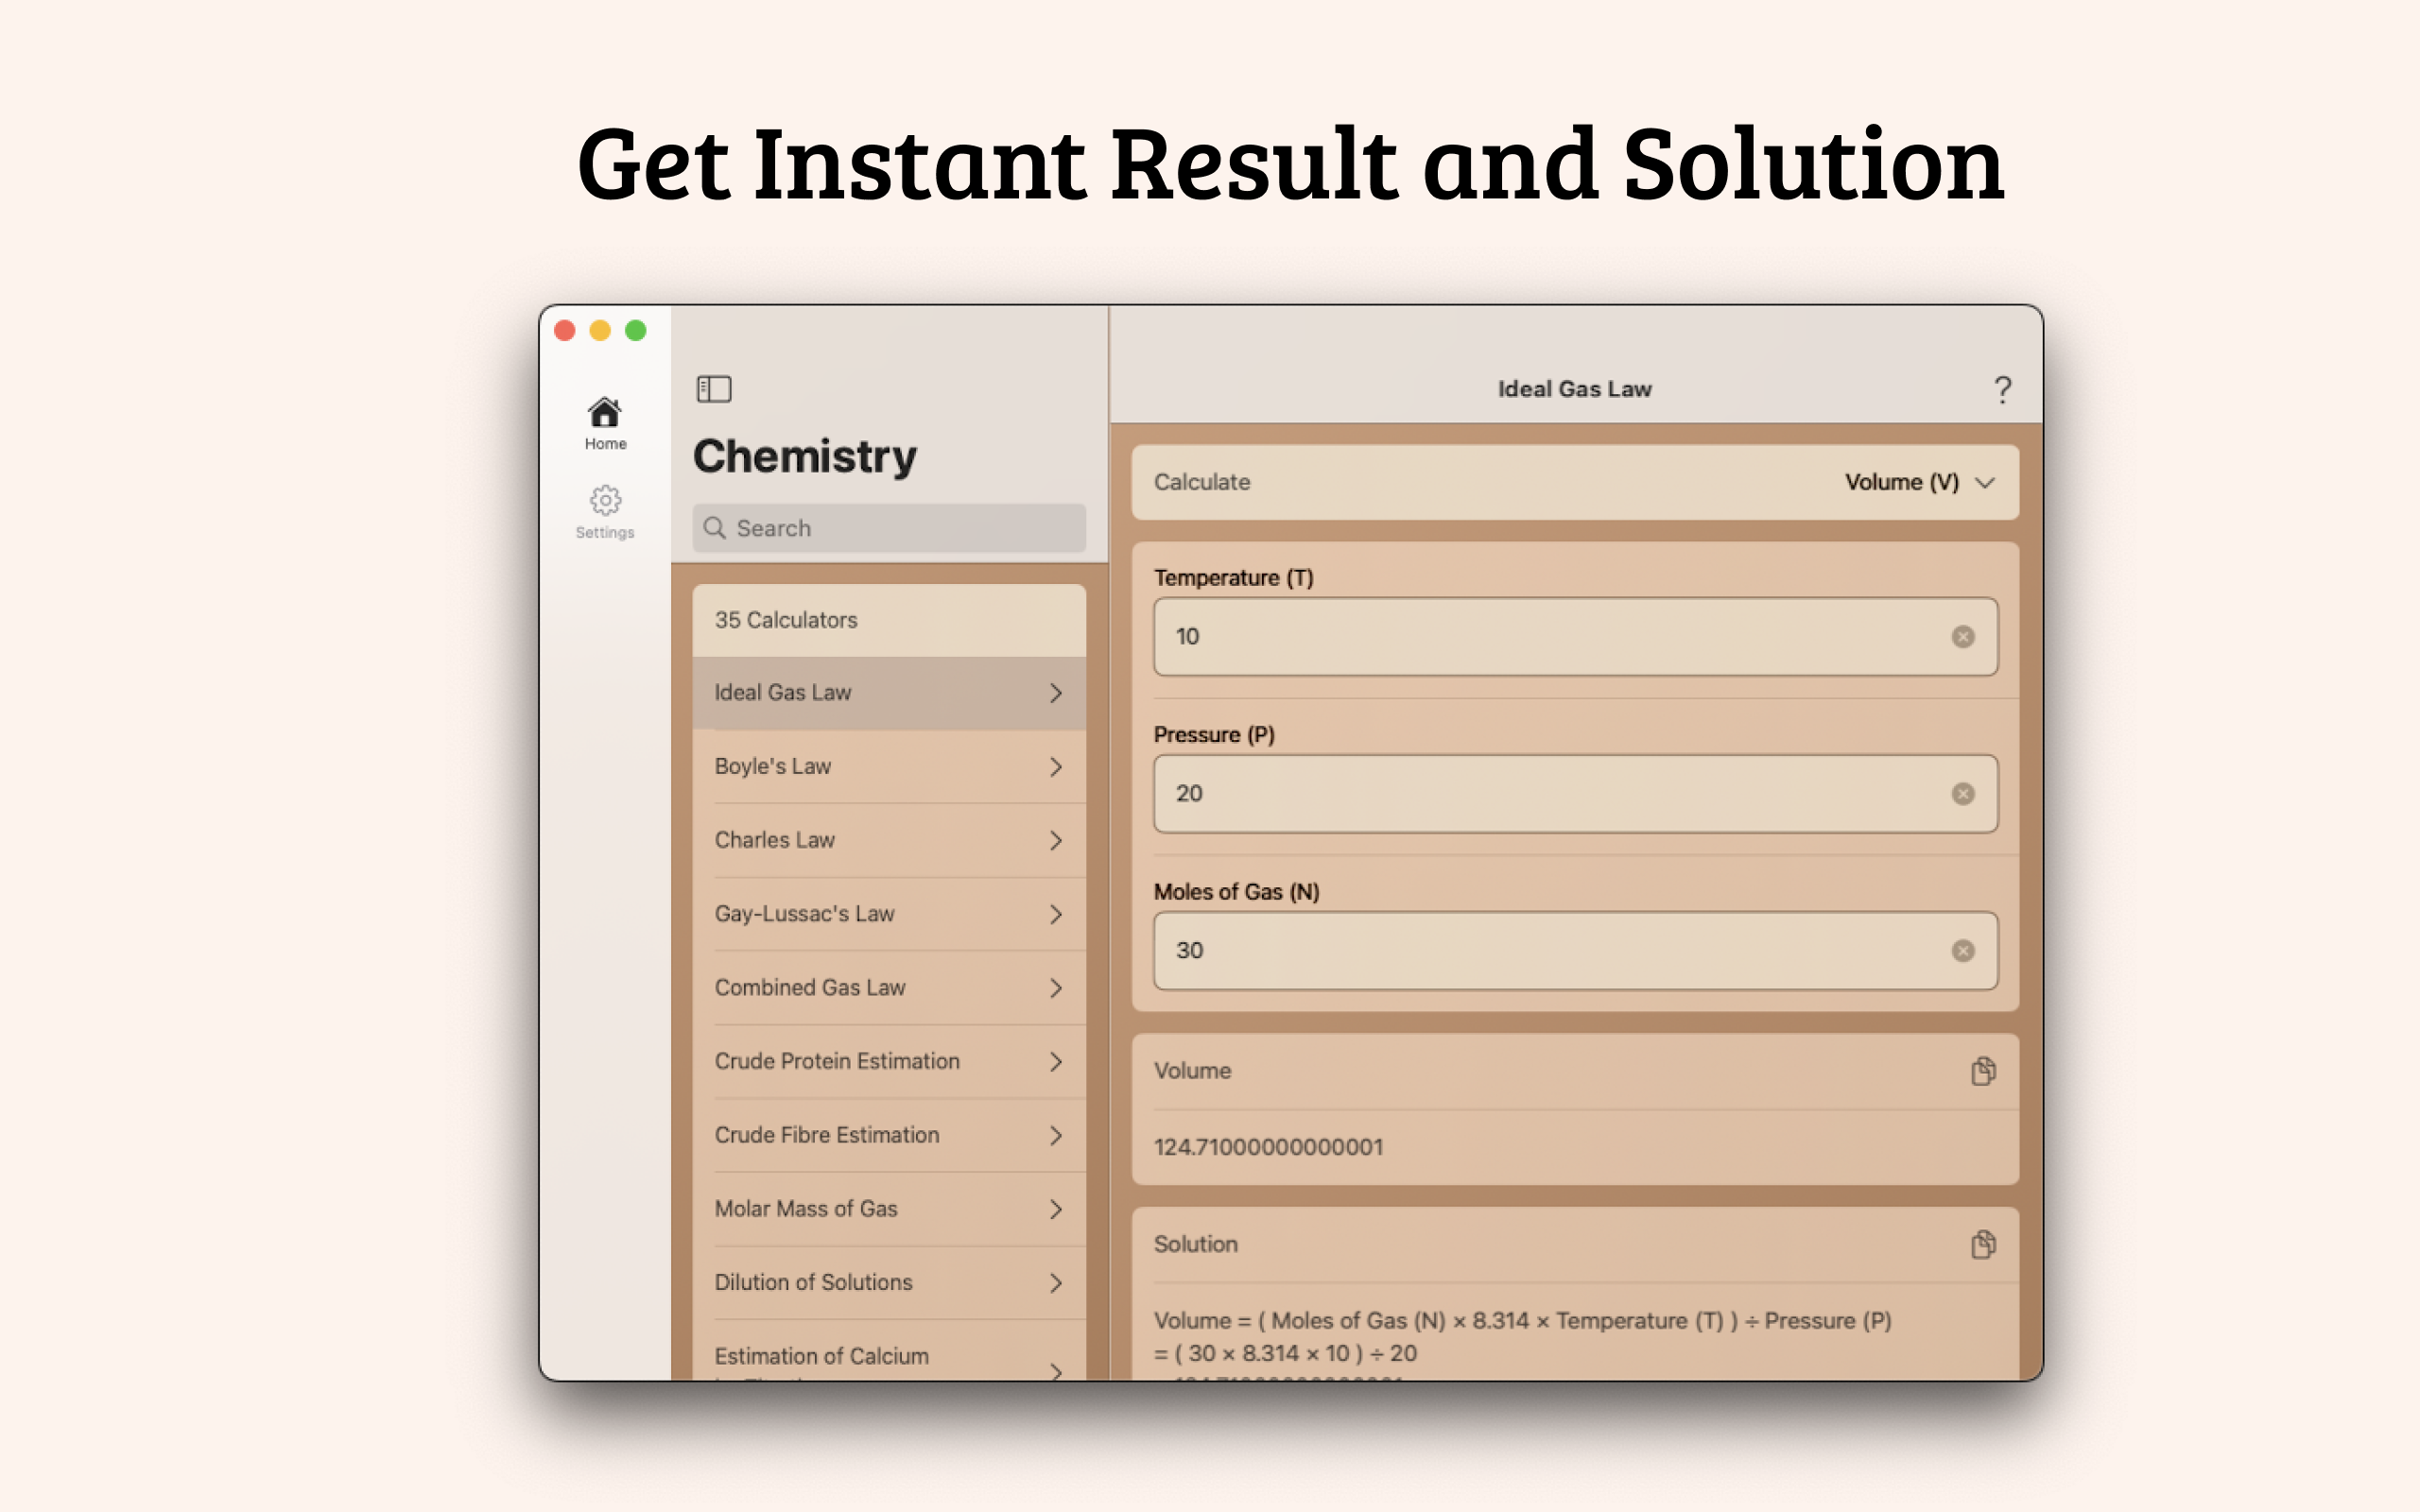 Get Instant Result and Solution
Home
Settings
Chemistry
Search
35 Calculators
Ideal Gas Law
Boyle's Law
Charles Law
Gay-Lussac's Law
Combined Gas Law
Crude Protein Estimation
Crude Fibre Estimation
Molar Mass of Gas
Dilution of Solutions
Estimation of Calcium
Ideal Gas Law
?
Calculate
Volume (V)
Temperature (T)
10
Pressure (P)
20
Moles of Gas (N)
30
Volume
124.71000000000001
Solution
Volume = ( Moles of Gas (N) × 8.314 × Temperature (T) ) ÷ Pressure (P)
= ( 30 × 8.314 × 10 ) ÷ 20